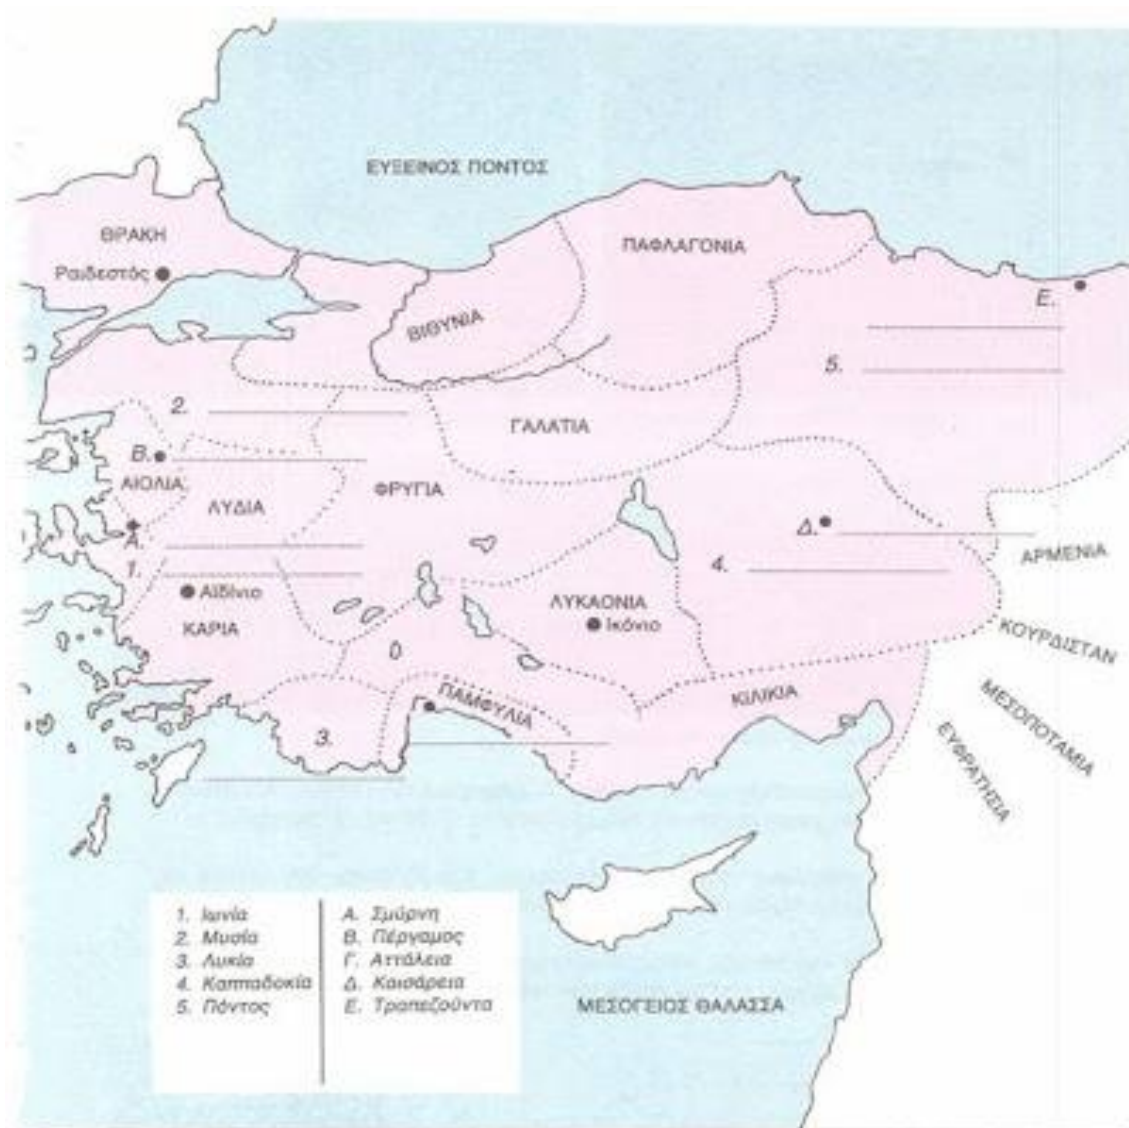 ΕΥΞΕΙΝΟΣ ΠΟΝΤΟΣ
ΘΡΑΚΗ
Ραιδεστός
ΠΑΦΛΑΓΟΝΙΑ
ΒΙΘΥΝΙΑ
Ε.
5.
2.
ΓΑΛΑΤΙΑ
Β.
ΑΙΟΛΙΑ
ΛΥΔΙΑ
ΦΡΥΓΙΑ
Δ.
Α.
ΑΡΜΕΝΙΑ
1.
4.
Αϊδίνιο
ΛΥΚΑΟΝΙΑ
Ικόνιο
ΚΑΡΙΑ
ΚΟΥΡΔΙΣΤΑΝ
ΠΑΜΦΥΛΙΑ
ΚΙΛΙΚΙΑ
ΜΕΣΟΠΟΤΑΜΙΑ
3.
ΕΥΦΡΑΤΗΣΙΑ
1. Ιωνία
2. Μυσία
3. Λυκία
4. Καππαδοκία
5. Πόντος
Α. Σμύρνη
Β. Πέργαμος
Γ. Αττάλεια
Δ. Καισάρεια
Ε. Τραπεζούντα
ΜΕΣΟΓΕΙΟΣ ΘΑΛΑΣΣΑ